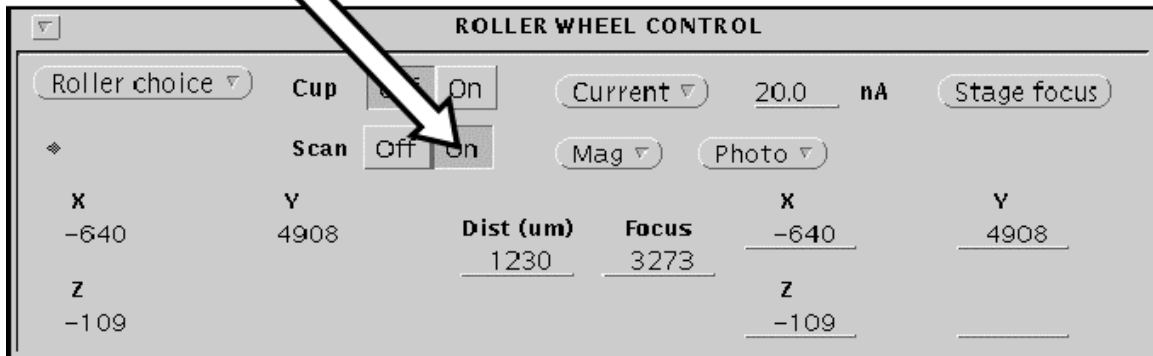 ROLLER WHEEL CONTROL
Roller choice Cup On Current 20.0 nA Stage focus
Scan Off On Mag Photo
X Y X Y
-640 4908 Dist (um) Focus -640 4908
1230 3273
Z Z
-109 -109